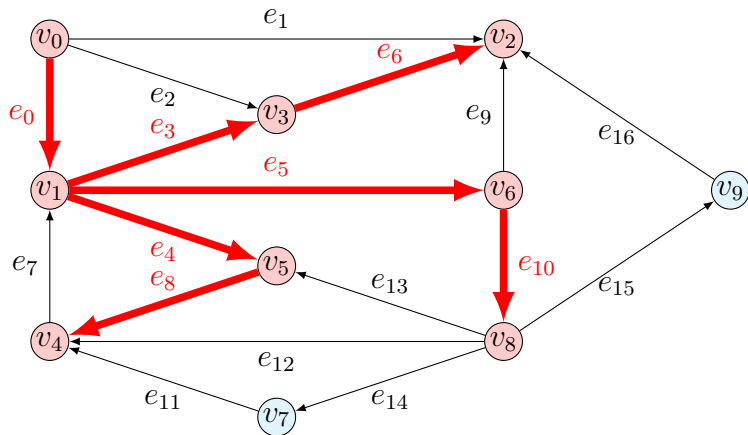 e₁
v₀
v₂
e₆
e₂
e₀
e₃
v₃
e₉
e₁₆
e₅
v₁
v₆
v₉
e₄
e₇
e₈
v₅
e₁₀
e₁₃
e₁₅
v₄
v₈
e₁₂
e₁₁
e₁₄
v₇